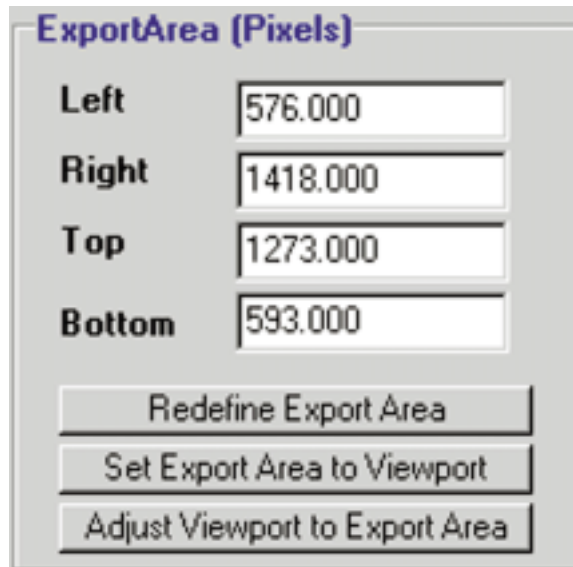 ExportArea (Pixels)
Left 576.000
Right 1418.000
Top 1273.000
Bottom 593.000
Redefine Export Area
Set Export Area to Viewport
Adjust Viewport to Export Area